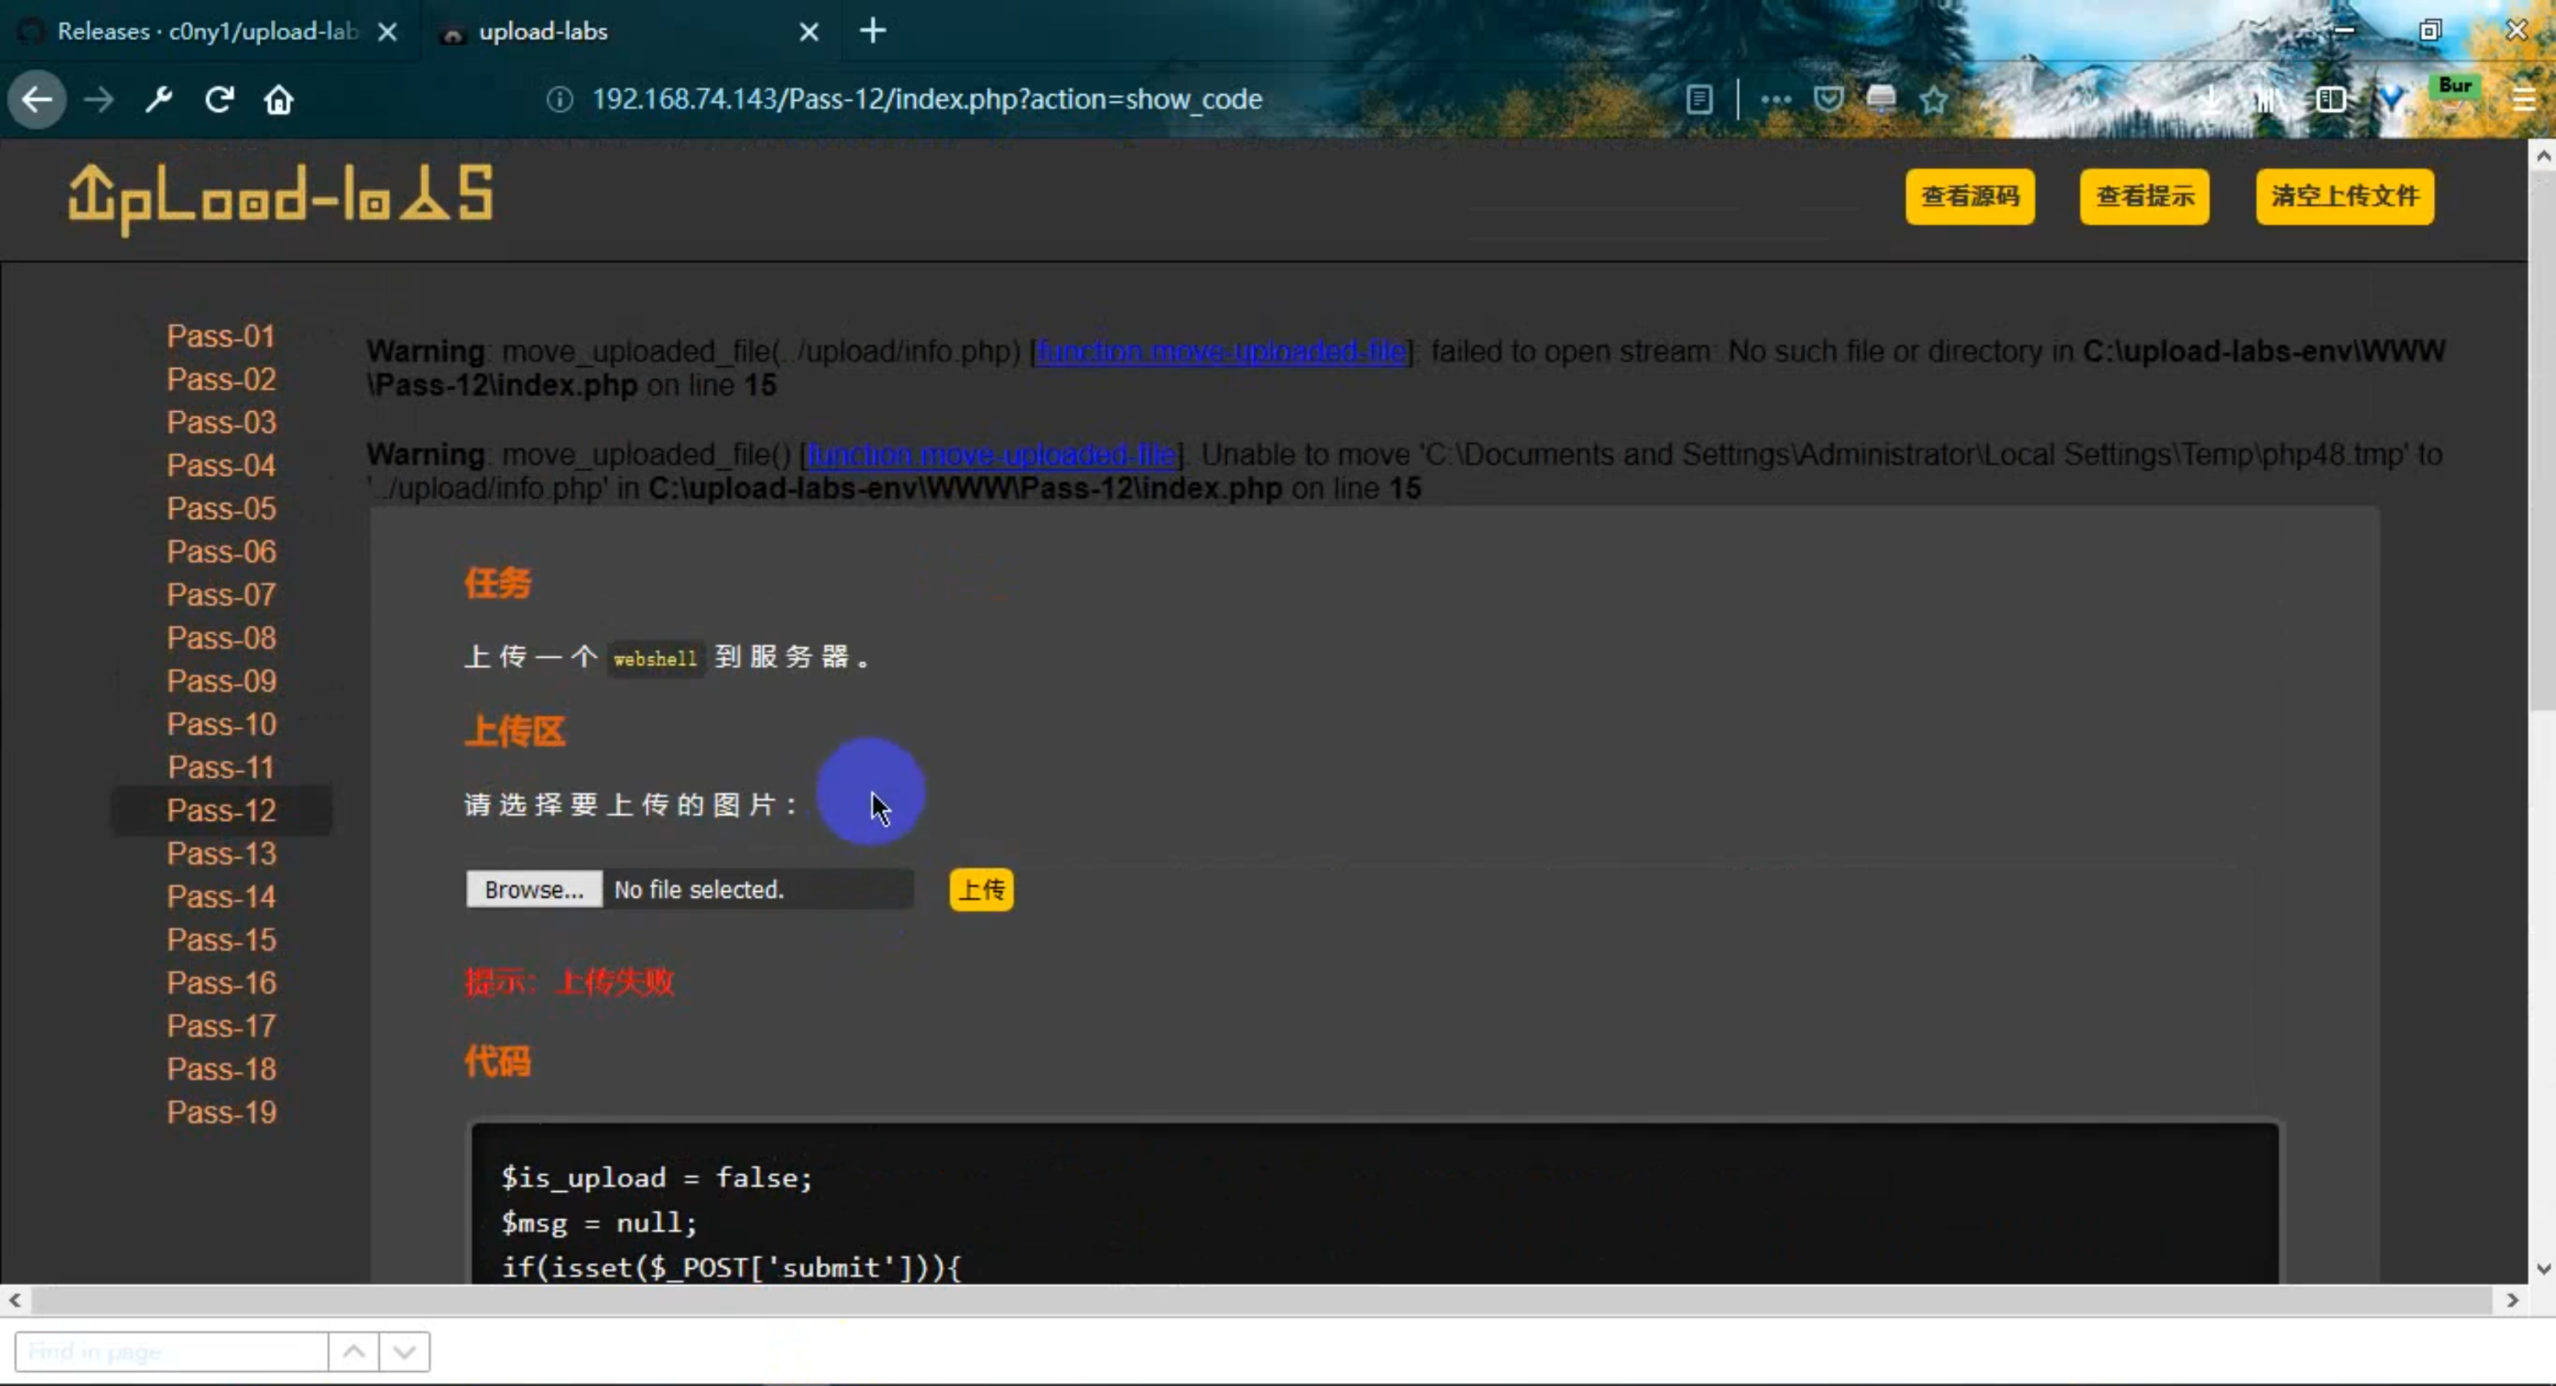 Releases · c0ny1/upload-lab
upload-labs
192.168.74.143/Pass-12/index.php?action=show_code
Bur
UpLoad-labS
查看源码
查看提示
清空上传文件
Pass-01
Pass-02
Pass-03
Pass-04
Pass-05
Pass-06
Pass-07
Pass-08
Pass-09
Pass-10
Pass-11
Pass-12
Pass-13
Pass-14
Pass-15
Pass-16
Pass-17
Pass-18
Pass-19
Warning: move_uploaded_file(../upload/info.php) [function.move-uploaded-file]: failed to open stream: No such file or directory in C:\upload-labs-env\WWW
\Pass-12\index.php on line 15
Warning: move_uploaded_file() [function.move-uploaded-file]: Unable to move 'C:\Documents and Settings\Administrator\Local Settings\Temp\php48.tmp' to
'../upload/info.php' in C:\upload-labs-env\WWW\Pass-12\index.php on line 15
任务
上传一个 webshell 到服务器。
上传区
请选择要上传的图片：
Browse... No file selected. 上传
提示：上传失败
代码
$is_upload = false;
$msg = null;
if(isset($_POST['submit'])){
Find in page